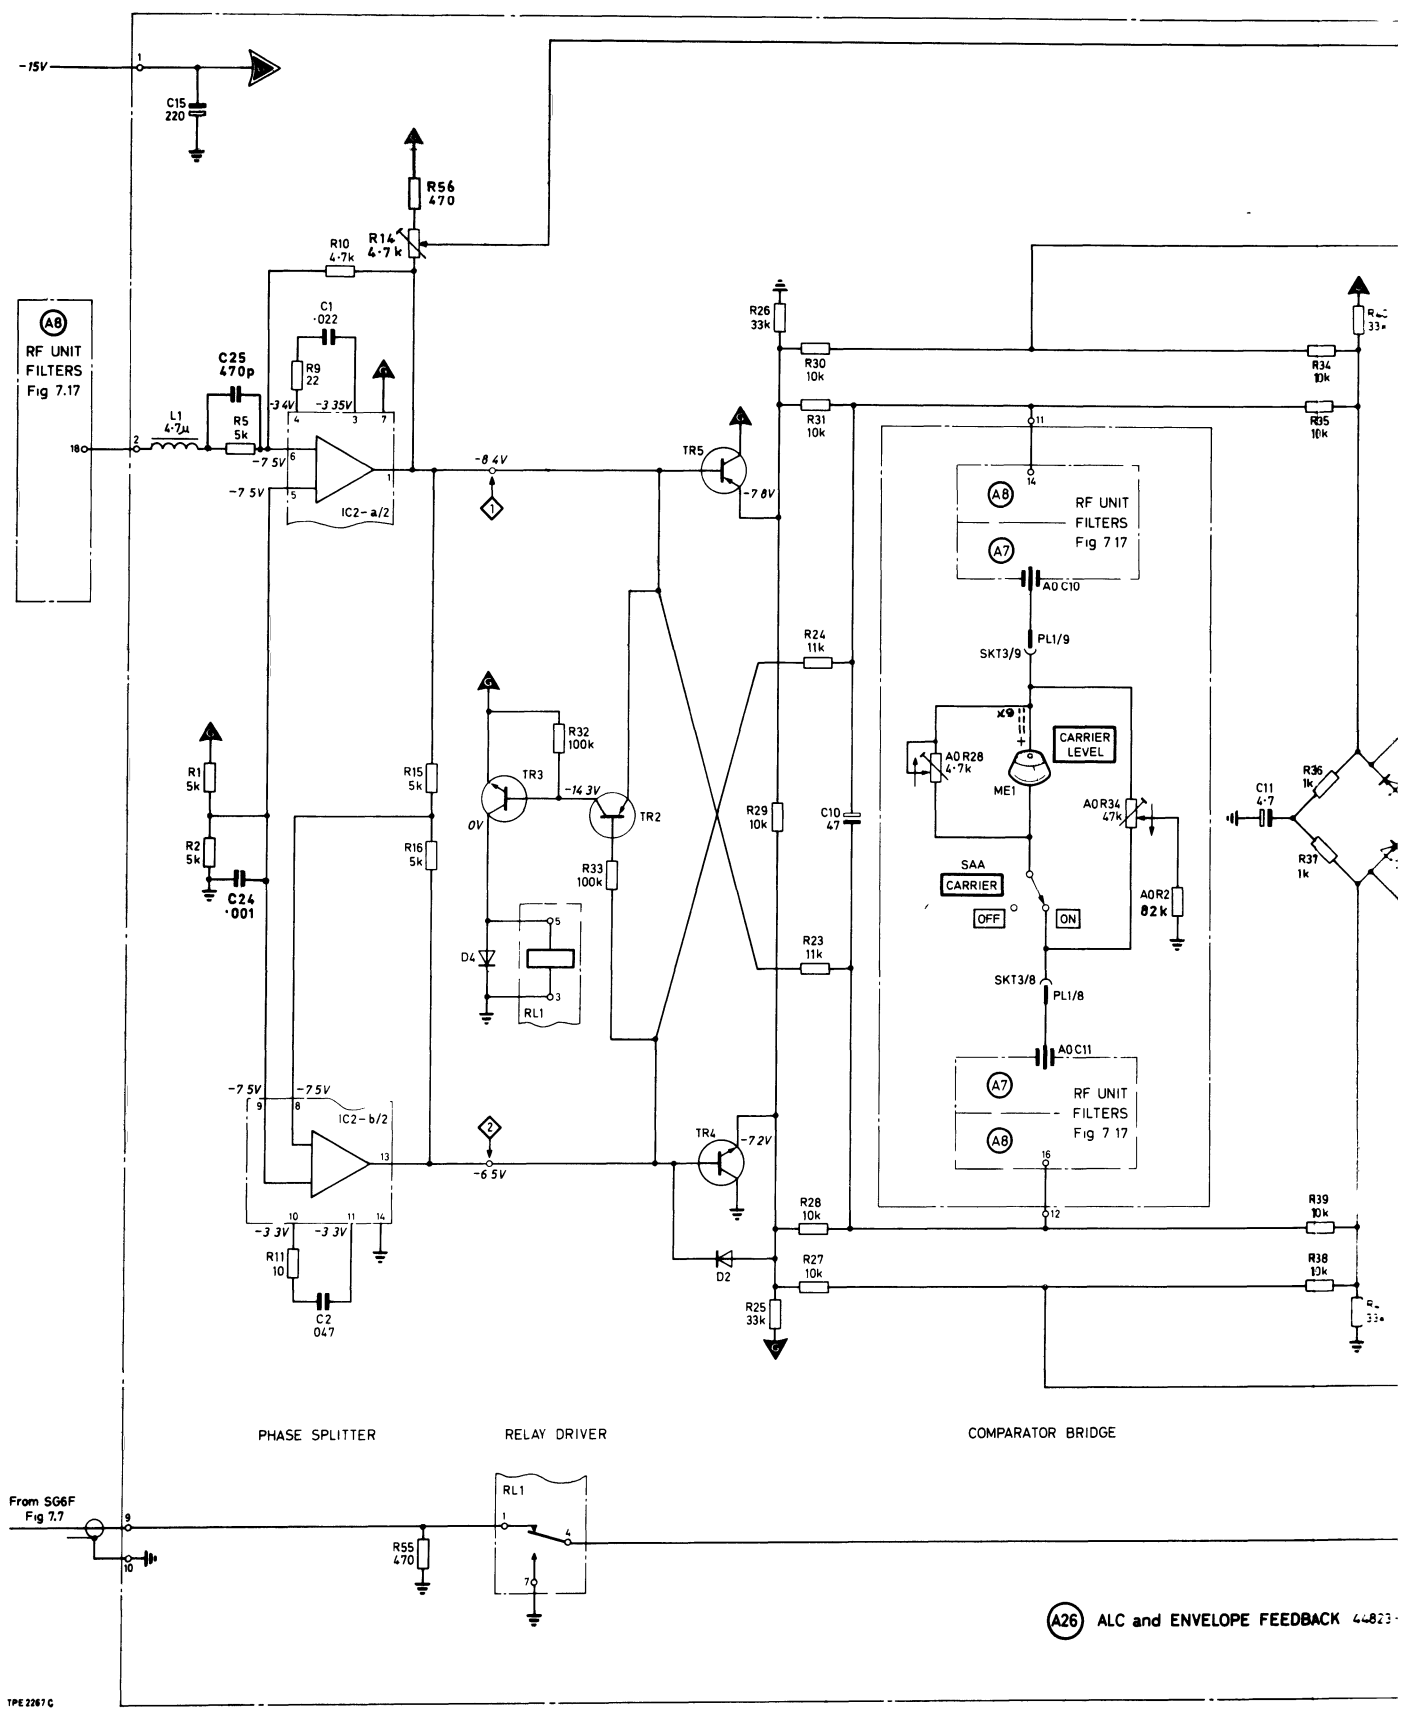 -15V
1
C15
220
G
R56
470
R14
4·7k
R10
4·7k
C1
·022
R9
22
-3 4V
-3 35V
G
4
3
7
A8
RF UNIT
FILTERS
Fig 7.17
18
2
L1
4·7µ
C25
470p
R5
5k
-7 5V
6
-7 5V
5
1
IC2-a/2
-8 4V
1
TR5
G
-7 8V
R26
33k
R30
10k
R31
10k
R34
10k
R35
10k
11
14
A8
A7
RF UNIT
FILTERS
Fig 7 17
A0 C10
PL1/9
SKT3/9
R24
11k
G
R32
100k
TR3
-14 3V
0V
TR2
R33
100k
G
R1
5k
R2
5k
C24
·001
R15
5k
R16
5k
R29
10k
C10
47
A0 R28
4·7k
+
CARRIER
LEVEL
ME1
A0 R34
47k
SAA
CARRIER
OFF
ON
A0 R2
82k
C11
4·7
R36
1k
R37
1k
D4
5
3
RL1
R23
11k
SKT3/8
PL1/8
A0 C11
A7
A8
RF UNIT
FILTERS
Fig 7 17
16
12
-7 5V
-7 5V
9
8
IC2-b/2
13
2
-6 5V
TR4
-7 2V
10
11
14
-3 3V
-3 3V
R11
10
C2
047
D2
R28
10k
R27
10k
R39
10k
R38
10k
R25
33k
G
PHASE SPLITTER
RELAY DRIVER
COMPARATOR BRIDGE
From SG6F
Fig 7.7
9
10
R55
470
RL1
1
4
7
A26
ALC and ENVELOPE FEEDBACK 44823-
TPE 2267 C